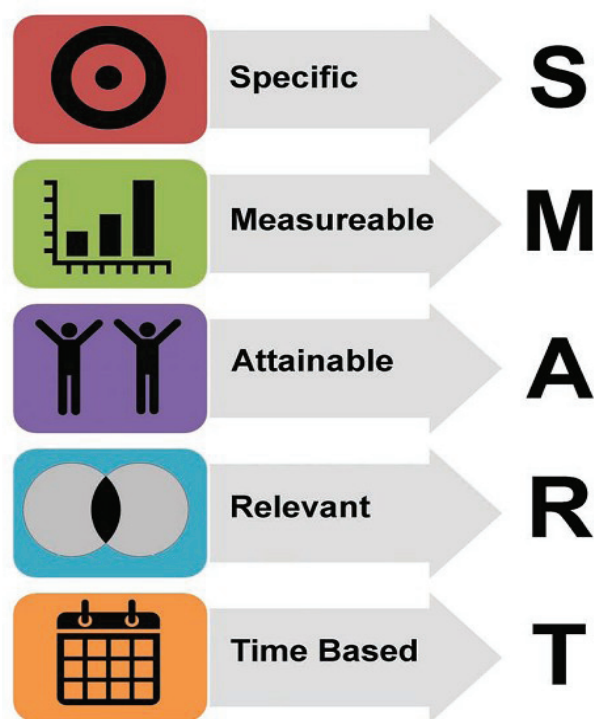 Specific S
Measureable M
Attainable A
Relevant R
Time Based T